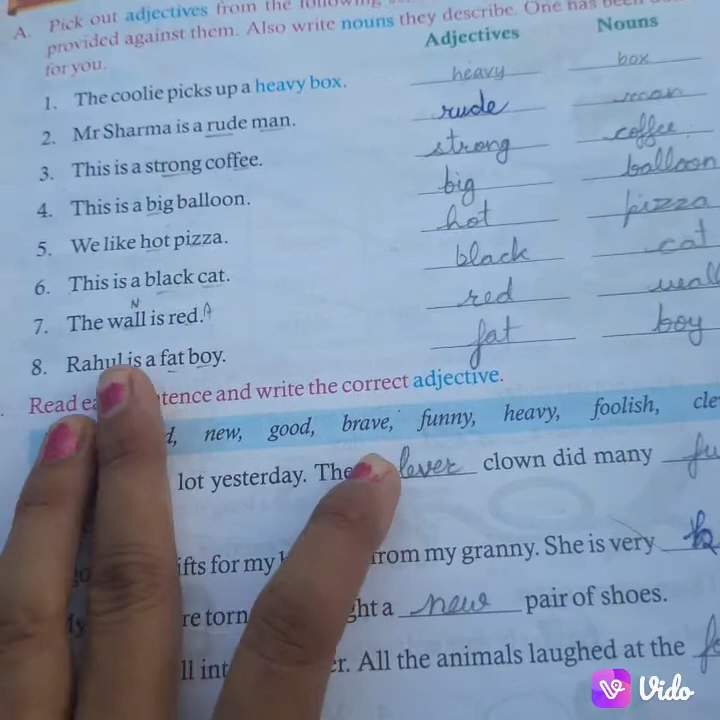 A. Pick out adjectives from the
provided against them. Also write nouns they describe. One has been
for you.
Adjectives Nouns
1. The coolie picks up a heavy box. heavy box
2. Mr Sharma is a rude man. rude man
3. This is a strong coffee. strong coffee.
4. This is a big balloon. big balloon
5. We like hot pizza. hot pizza
6. This is a black cat. black cat
N
7. The wall is red. A red wall
8. Rahul is a fat boy. fat boy
Read ea tence and write the correct adjective.
d, new, good, brave, funny, heavy, foolish, cle
lot yesterday. The clever clown did many fu
ifts for my from my granny. She is very
re torn ght a new pair of shoes.
ll int r. All the animals laughed at the fo
Vido